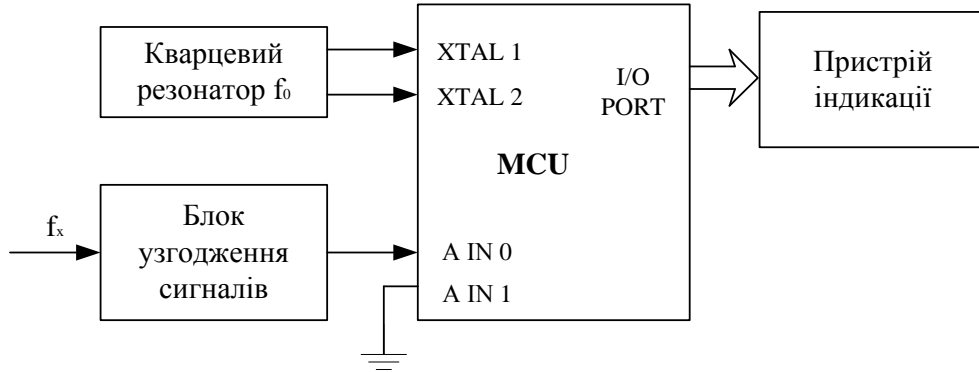 Кварцевий
резонатор f₀
XTAL 1
XTAL 2
I/O
PORT
MCU
Пристрій
індикації
fₓ
Блок
узгодження
сигналів
A IN 0
A IN 1